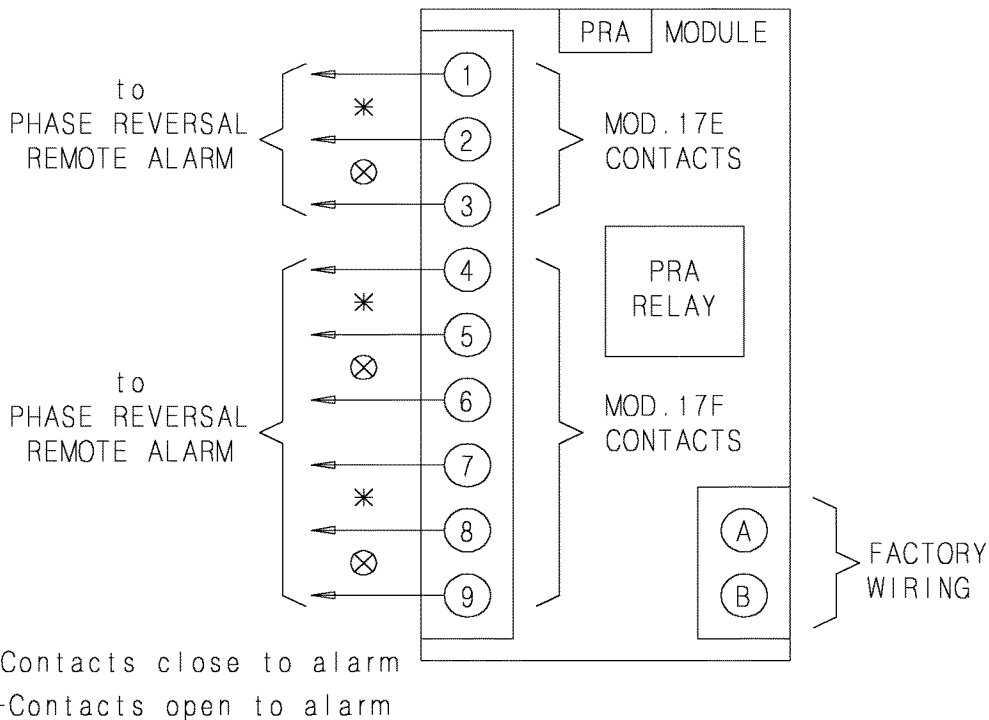 PRA MODULE
to
PHASE REVERSAL
REMOTE ALARM
1
2
3
MOD.17E
CONTACTS
PRA
RELAY
4
5
6
7
8
9
to
PHASE REVERSAL
REMOTE ALARM
MOD.17F
CONTACTS
A
B
FACTORY
WIRING
Contacts close to alarm
-Contacts open to alarm